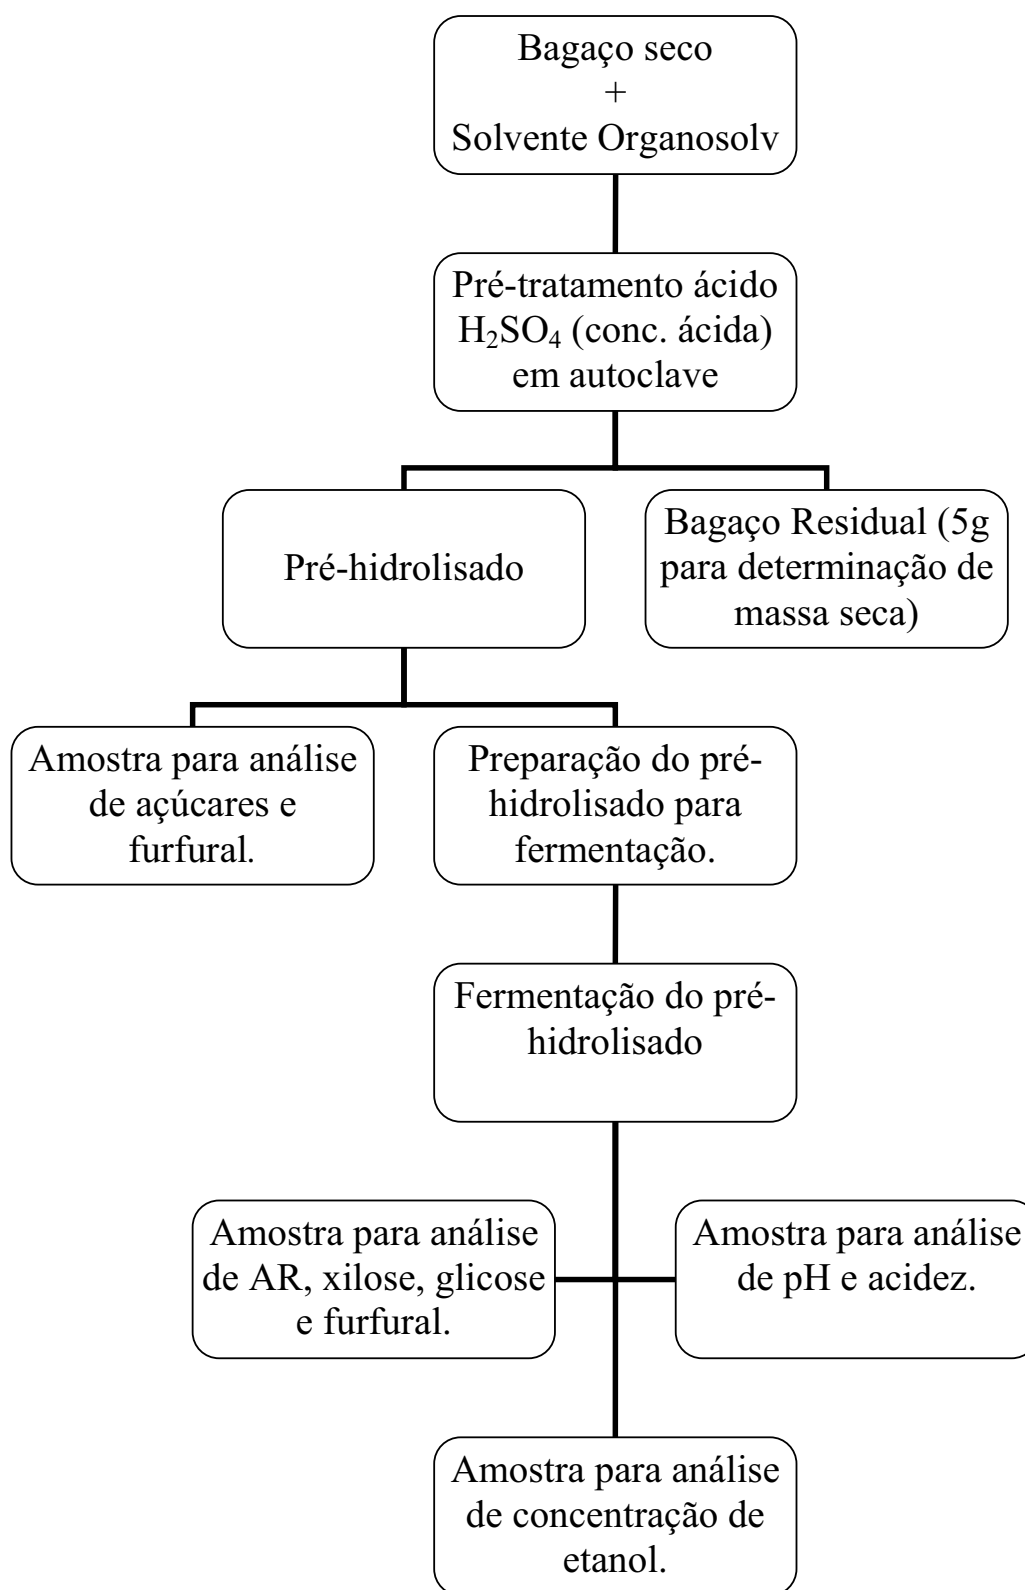 Bagaço seco
+
Solvente Organosolv
Pré-tratamento ácido
H₂SO₄ (conc. ácida)
em autoclave
Pré-hidrolisado
Bagaço Residual (5g
para determinação de
massa seca)
Amostra para análise
de açúcares e
furfural.
Preparação do pré-
hidrolisado para
fermentação.
Fermentação do pré-
hidrolisado
Amostra para análise
de AR, xilose, glicose
e furfural.
Amostra para análise
de pH e acidez.
Amostra para análise
de concentração de
etanol.